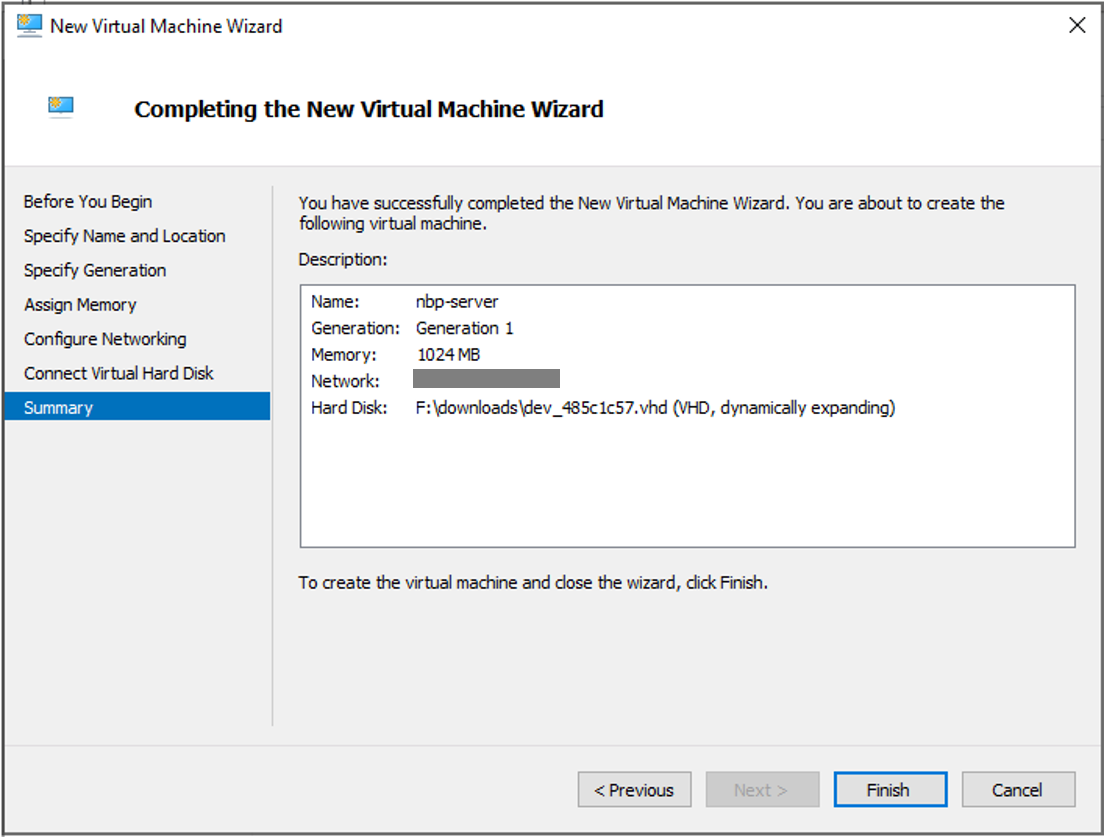 New Virtual Machine Wizard
Completing the New Virtual Machine Wizard
Before You Begin
Specify Name and Location
Specify Generation
Assign Memory
Configure Networking
Connect Virtual Hard Disk
Summary
You have successfully completed the New Virtual Machine Wizard. You are about to create the
following virtual machine.
Description:
Name: nbp-server
Generation: Generation 1
Memory: 1024 MB
Network:
Hard Disk: F:\downloads\dev_485c1c57.vhd (VHD, dynamically expanding)
To create the virtual machine and close the wizard, click Finish.
< Previous
Next >
Finish
Cancel